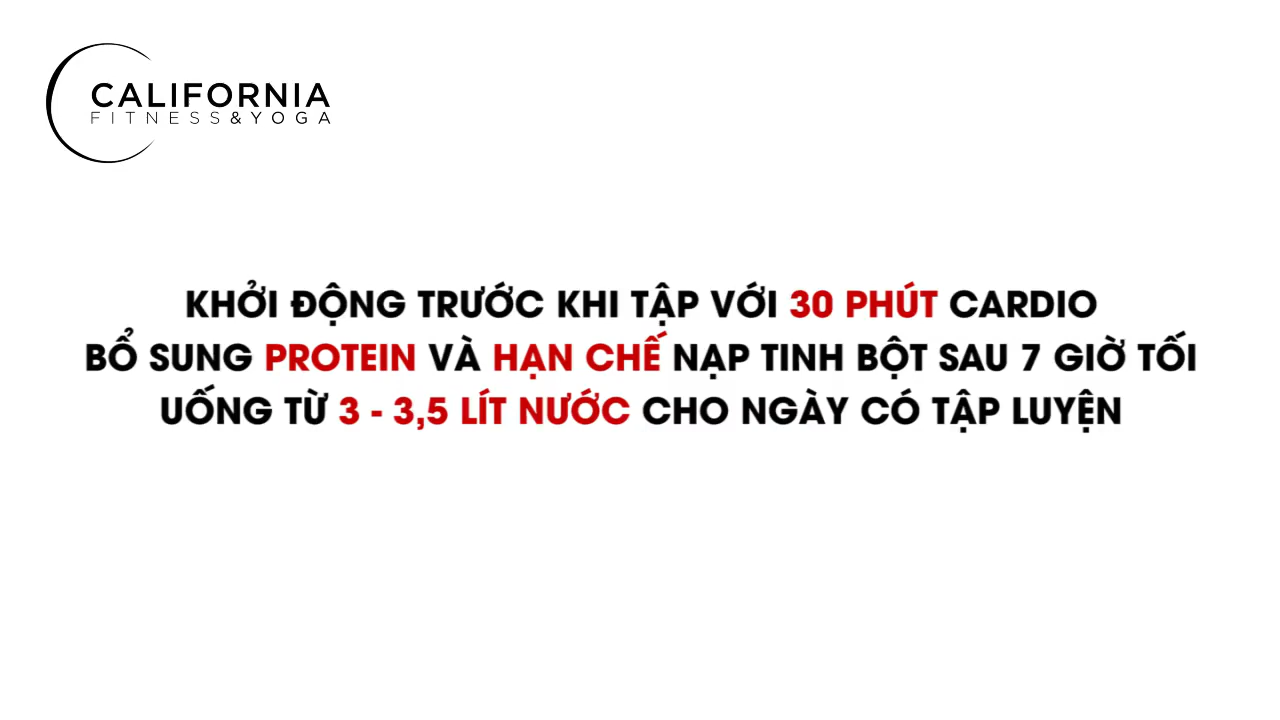 CALIFORNIA
FITNESS&YOGA
KHỞI ĐỘNG TRƯỚC KHI TẬP VỚI 30 PHÚT CARDIO
BỔ SUNG PROTEIN VÀ HẠN CHẾ NẠP TINH BỘT SAU 7 GIỜ TỐI
UỐNG TỪ 3 - 3,5 LÍT NƯỚC CHO NGÀY CÓ TẬP LUYỆN